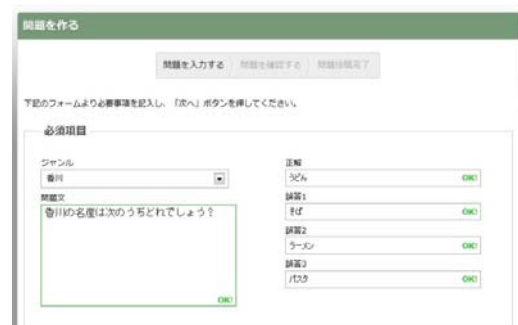 問題を作る
問題を入力する 問題を確認する 問題投稿完了
下記のフォームより必要事項を記入し、「次へ」ボタンを押してください。
必須項目
ジャンル
香川
問題文
香川の名産は次のうちどれでしょう？
OK!
正解
うどん OK!
誤答1
そば OK!
誤答2
ラーメン OK!
誤答3
パスタ OK!